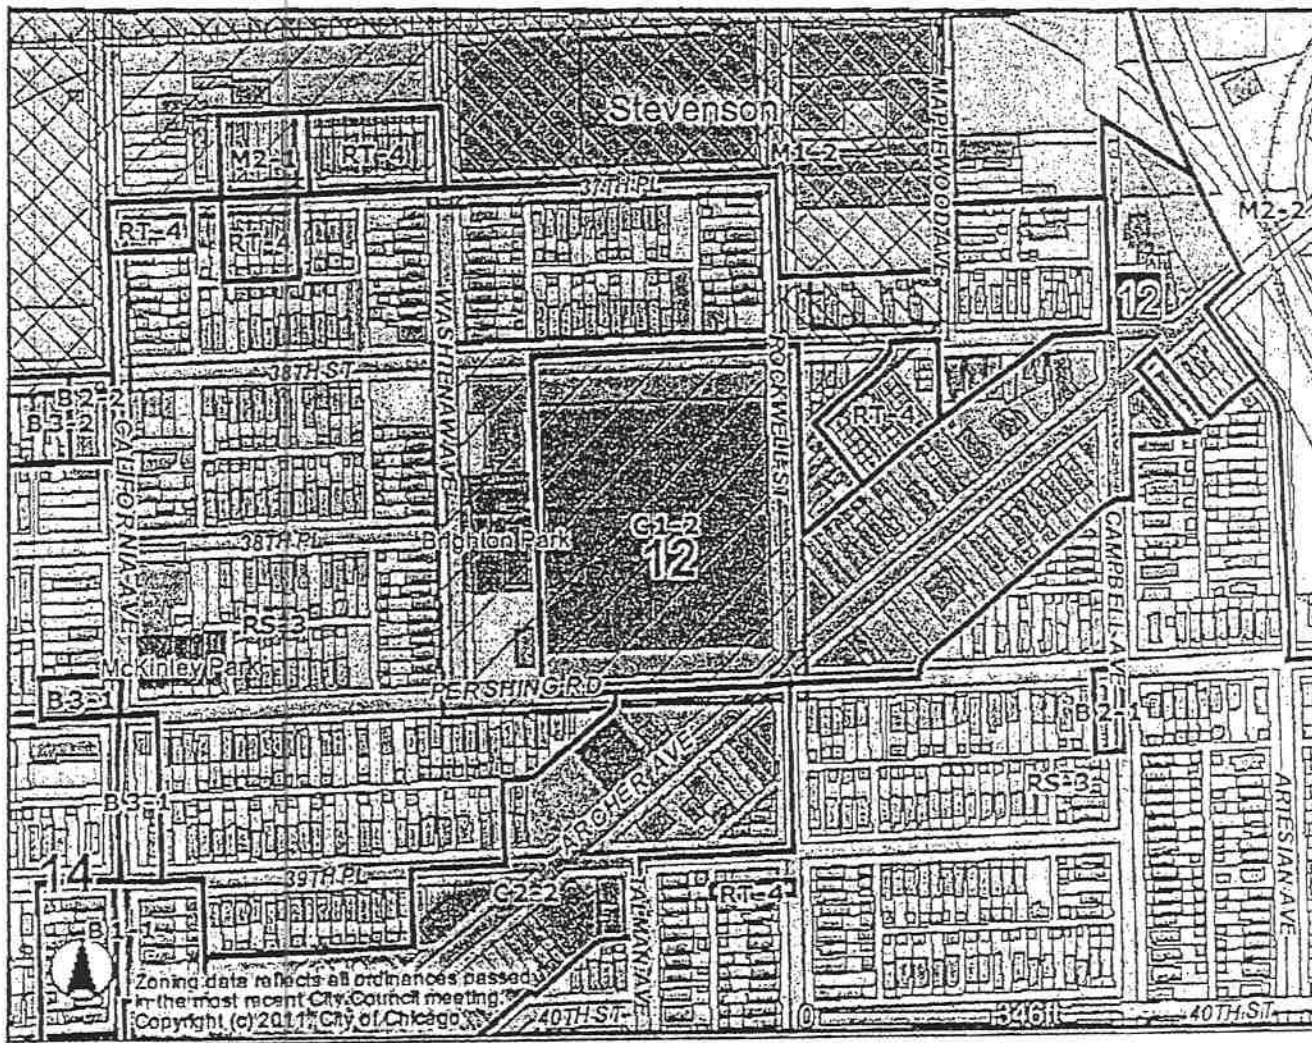 Stevenson
M2-1
RT-4
M1-2
MAPLEWOOD AVE
37TH PL
M2-2
RT-4
RT-4
12
WASHTENAW AVE
ROCKWELL ST
38TH ST
B2-2
B3-2
RT-4
CALIFORNIA AVE
C1-2
12
38TH PL
Brighton Park
CAMPBELL AVE
RS-3
McKinley Park
PERSHING RD
B3-1
B2-1
ARCHER AVE
RS-3
B3-1
ARTESIAN AVE
14
39TH PL
C2-2
RT-4
TALMAN AVE
B1-1
Zoning data reflects all ordinances passed
in the most recent City Council meeting.
Copyright (c) 2011 City of Chicago
40TH ST
0 346ft
40TH ST